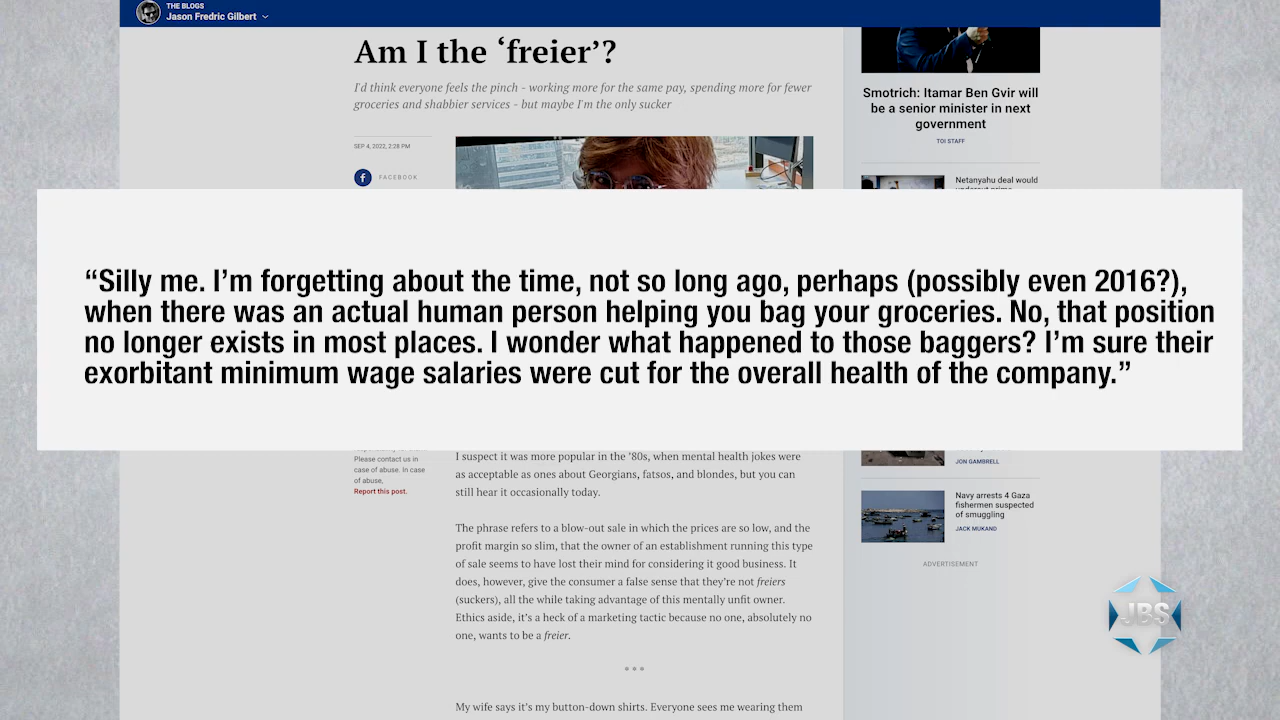 THE BLOGS
Jason Fredric Gilbert
Am I the ‘freier’?
I'd think everyone feels the pinch - working more for the same pay, spending more for fewer
groceries and shabbier services - but maybe I'm the only sucker
SEP 4, 2022, 2:28 PM
f FACEBOOK
Smotrich: Itamar Ben Gvir will
be a senior minister in next
government
TOI STAFF
Netanyahu deal would
“Silly me. I’m forgetting about the time, not so long ago, perhaps (possibly even 2016?),
when there was an actual human person helping you bag your groceries. No, that position
no longer exists in most places. I wonder what happened to those baggers? I’m sure their
exorbitant minimum wage salaries were cut for the overall health of the company.”
Please contact us in
case of abuse. In case
of abuse,
Report this post.
I suspect it was more popular in the ’80s, when mental health jokes were
as acceptable as ones about Georgians, fatsos, and blondes, but you can
still hear it occasionally today.
The phrase refers to a blow-out sale in which the prices are so low, and the
profit margin so slim, that the owner of an establishment running this type
of sale seems to have lost their mind for considering it good business. It
does, however, give the consumer a false sense that they’re not freiers
(suckers), all the while taking advantage of this mentally unfit owner.
Ethics aside, it’s a heck of a marketing tactic because no one, absolutely no
one, wants to be a freier.
* * *
My wife says it’s my button-down shirts. Everyone sees me wearing them
JON GAMBRELL
Navy arrests 4 Gaza
fishermen suspected
of smuggling
JACK MUKAND
ADVERTISEMENT
JBS